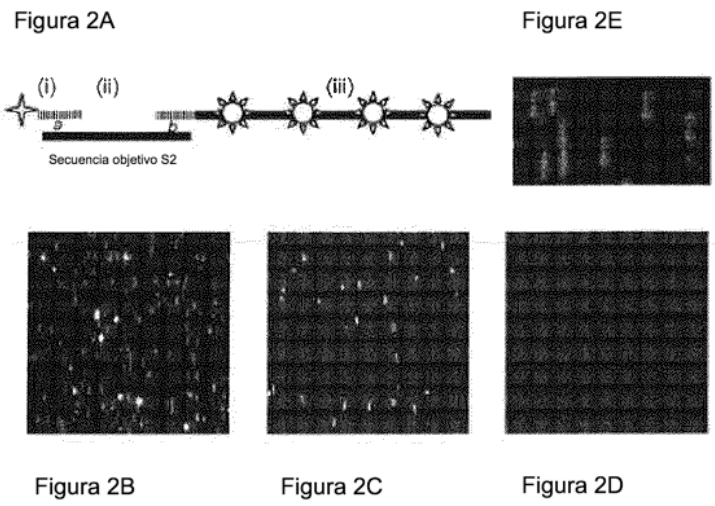 Figura 2A
Figura 2E
(i)
(ii)
(iii)
a
b
Secuencia objetivo S2
Figura 2B
Figura 2C
Figura 2D